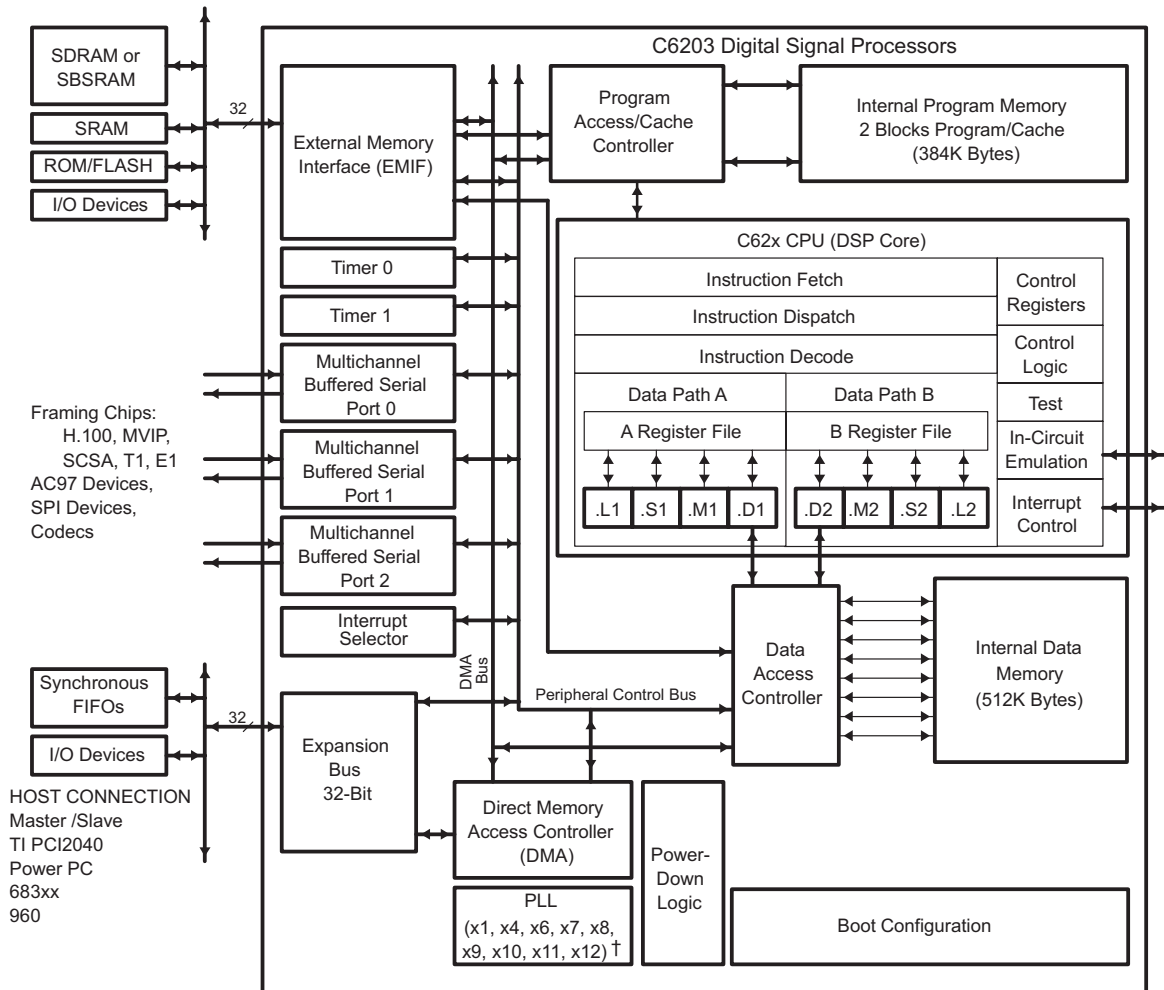 C6203 Digital Signal Processors
SDRAM or
SBSRAM
SRAM
ROM/FLASH
I/O Devices
32
External Memory
Interface (EMIF)
Program
Access/Cache
Controller
Internal Program Memory
2 Blocks Program/Cache
(384K Bytes)
Timer 0
Timer 1
Multichannel
Buffered Serial
Port 0
Multichannel
Buffered Serial
Port 1
Multichannel
Buffered Serial
Port 2
Interrupt
Selector
Framing Chips:
H.100, MVIP,
SCSA, T1, E1
AC97 Devices,
SPI Devices,
Codecs
C62x CPU (DSP Core)
Instruction Fetch
Instruction Dispatch
Instruction Decode
Data Path A
Data Path B
A Register File
B Register File
.L1 .S1 .M1 .D1
.D2 .M2 .S2 .L2
Control
Registers
Control
Logic
Test
In-Circuit
Emulation
Interrupt
Control
Synchronous
FIFOs
I/O Devices
32
HOST CONNECTION
Master /Slave
TI PCI2040
Power PC
683xx
960
Expansion
Bus
32-Bit
DMA
Bus
Peripheral Control Bus
Data
Access
Controller
Internal Data
Memory
(512K Bytes)
Direct Memory
Access Controller
(DMA)
PLL
(x1, x4, x6, x7, x8,
x9, x10, x11, x12) †
Power-
Down
Logic
Boot Configuration